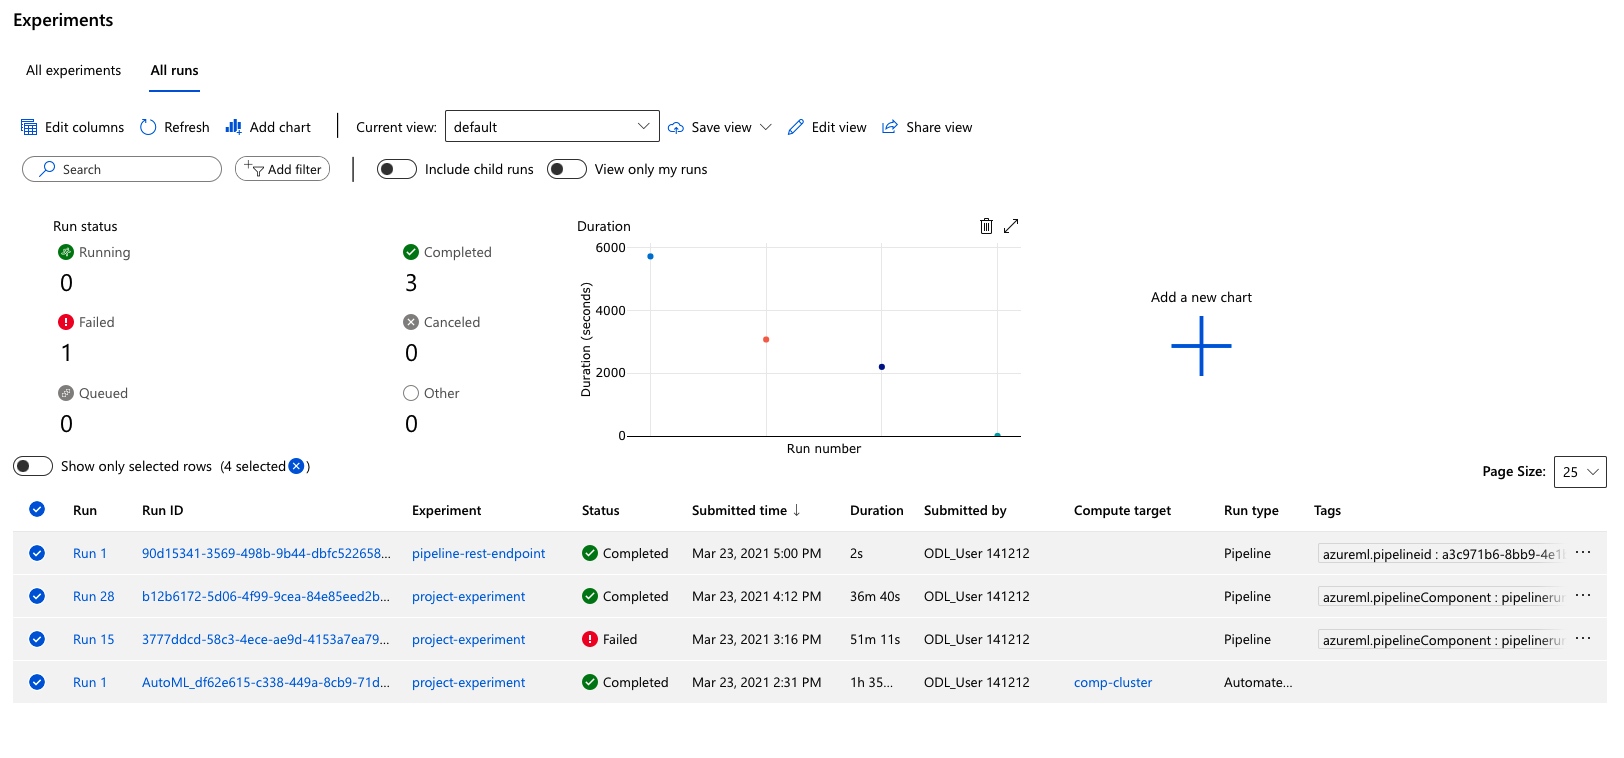 Experiments
All experiments All runs
Edit columns Refresh Add chart Current view: default Save view Edit view Share view
Search Add filter Include child runs View only my runs
Run status
Running Completed
0 3
Failed Canceled
1 0
Queued Other
0 0
Duration
6000
4000
2000
0
Duration (seconds)
Run number
Add a new chart
Show only selected rows (4 selected )
Page Size: 25
Run Run ID Experiment Status Submitted time ↓ Duration Submitted by Compute target Run type Tags
Run 1 90d15341-3569-498b-9b44-dbfc522658... pipeline-rest-endpoint Completed Mar 23, 2021 5:00 PM 2s ODL_User 141212 Pipeline azureml.pipelineid : a3c971b6-8bb9-4e1 ...
Run 28 b12b6172-5d06-4f99-9cea-84e85eed2b... project-experiment Completed Mar 23, 2021 4:12 PM 36m 40s ODL_User 141212 Pipeline azureml.pipelineComponent : pipelinerun ...
Run 15 3777ddcd-58c3-4ece-ae9d-4153a7ea79... project-experiment Failed Mar 23, 2021 3:16 PM 51m 11s ODL_User 141212 Pipeline azureml.pipelineComponent : pipelinerun ...
Run 1 AutoML_df62e615-c338-449a-8cb9-71d... project-experiment Completed Mar 23, 2021 2:31 PM 1h 35... ODL_User 141212 comp-cluster Automate...